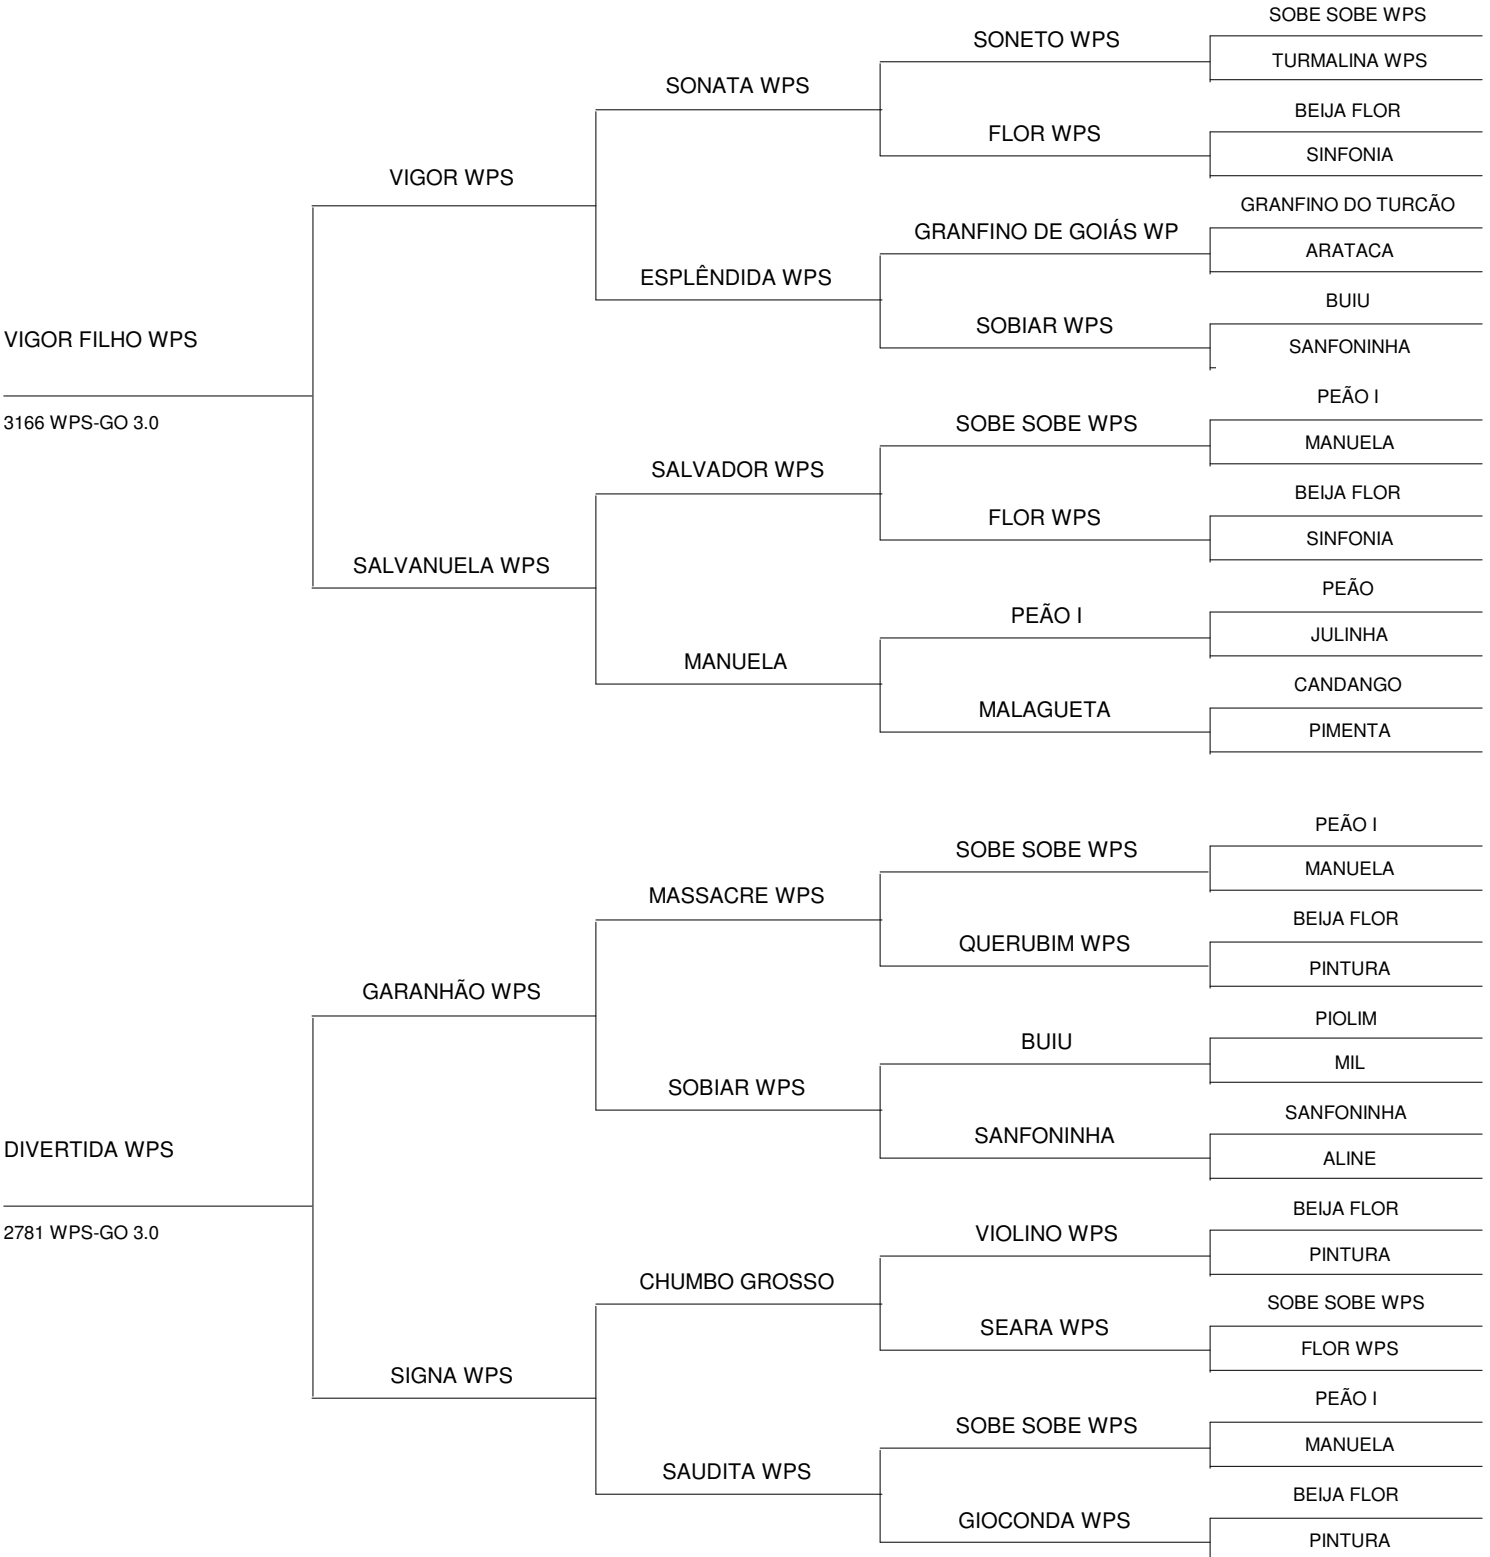 SOBE SOBE WPS
SONETO WPS
TURMALINA WPS
SONATA WPS
BEIJA FLOR
FLOR WPS
SINFONIA
VIGOR WPS
GRANFINO DO TURCÃO
GRANFINO DE GOIÁS WP
ARATACA
ESPLÊNDIDA WPS
BUIU
SOBIAR WPS
SANFONINHA
VIGOR FILHO WPS
PEÃO I
3166 WPS-GO 3.0
SOBE SOBE WPS
MANUELA
SALVADOR WPS
BEIJA FLOR
FLOR WPS
SINFONIA
SALVANUELA WPS
PEÃO
PEÃO I
JULINHA
MANUELA
CANDANGO
MALAGUETA
PIMENTA
PEÃO I
SOBE SOBE WPS
MANUELA
MASSACRE WPS
BEIJA FLOR
QUERUBIM WPS
PINTURA
GARANHÃO WPS
PIOLIM
BUIU
MIL
SOBIAR WPS
SANFONINHA
SANFONINHA
ALINE
DIVERTIDA WPS
BEIJA FLOR
2781 WPS-GO 3.0
VIOLINO WPS
PINTURA
CHUMBO GROSSO
SOBE SOBE WPS
SEARA WPS
FLOR WPS
SIGNA WPS
PEÃO I
SOBE SOBE WPS
MANUELA
SAUDITA WPS
BEIJA FLOR
GIOCONDA WPS
PINTURA